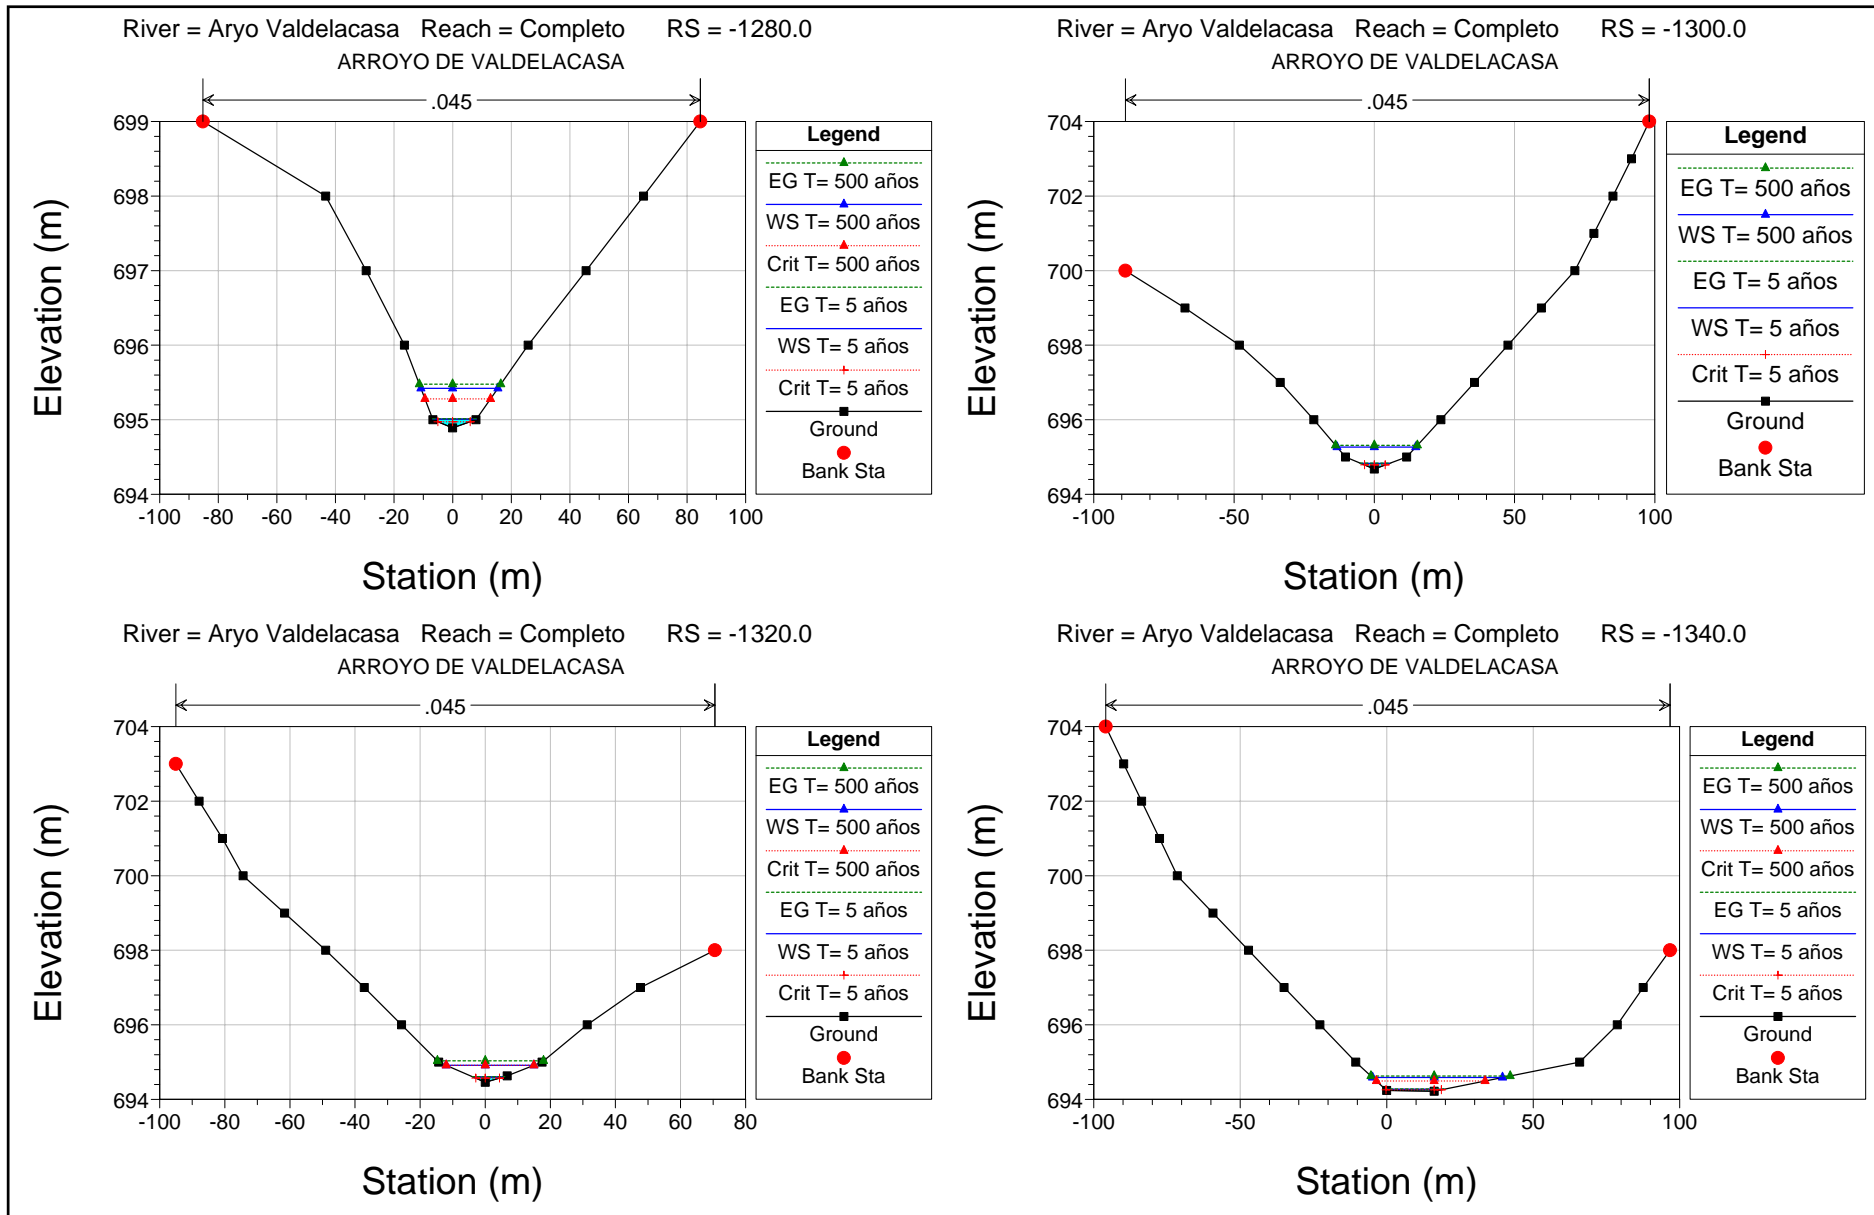 River = Aryo Valdelacasa Reach = Completo RS = -1280.0
ARROYO DE VALDELACASA
.045
699
698
697
696
695
694
-100 -80 -60 -40 -20 0 20 40 60 80 100
Elevation (m)
Station (m)
Legend
EG T= 500 años
WS T= 500 años
Crit T= 500 años
EG T= 5 años
WS T= 5 años
Crit T= 5 años
Ground
Bank Sta
River = Aryo Valdelacasa Reach = Completo RS = -1300.0
ARROYO DE VALDELACASA
.045
704
702
700
698
696
694
-100 -50 0 50 100
Elevation (m)
Station (m)
Legend
EG T= 500 años
WS T= 500 años
EG T= 5 años
WS T= 5 años
Crit T= 5 años
Ground
Bank Sta
River = Aryo Valdelacasa Reach = Completo RS = -1320.0
ARROYO DE VALDELACASA
.045
704
702
700
698
696
694
-100 -80 -60 -40 -20 0 20 40 60 80
Elevation (m)
Station (m)
Legend
EG T= 500 años
WS T= 500 años
Crit T= 500 años
EG T= 5 años
WS T= 5 años
Crit T= 5 años
Ground
Bank Sta
River = Aryo Valdelacasa Reach = Completo RS = -1340.0
ARROYO DE VALDELACASA
.045
704
702
700
698
696
694
-100 -50 0 50 100
Elevation (m)
Station (m)
Legend
EG T= 500 años
WS T= 500 años
Crit T= 500 años
EG T= 5 años
WS T= 5 años
Crit T= 5 años
Ground
Bank Sta